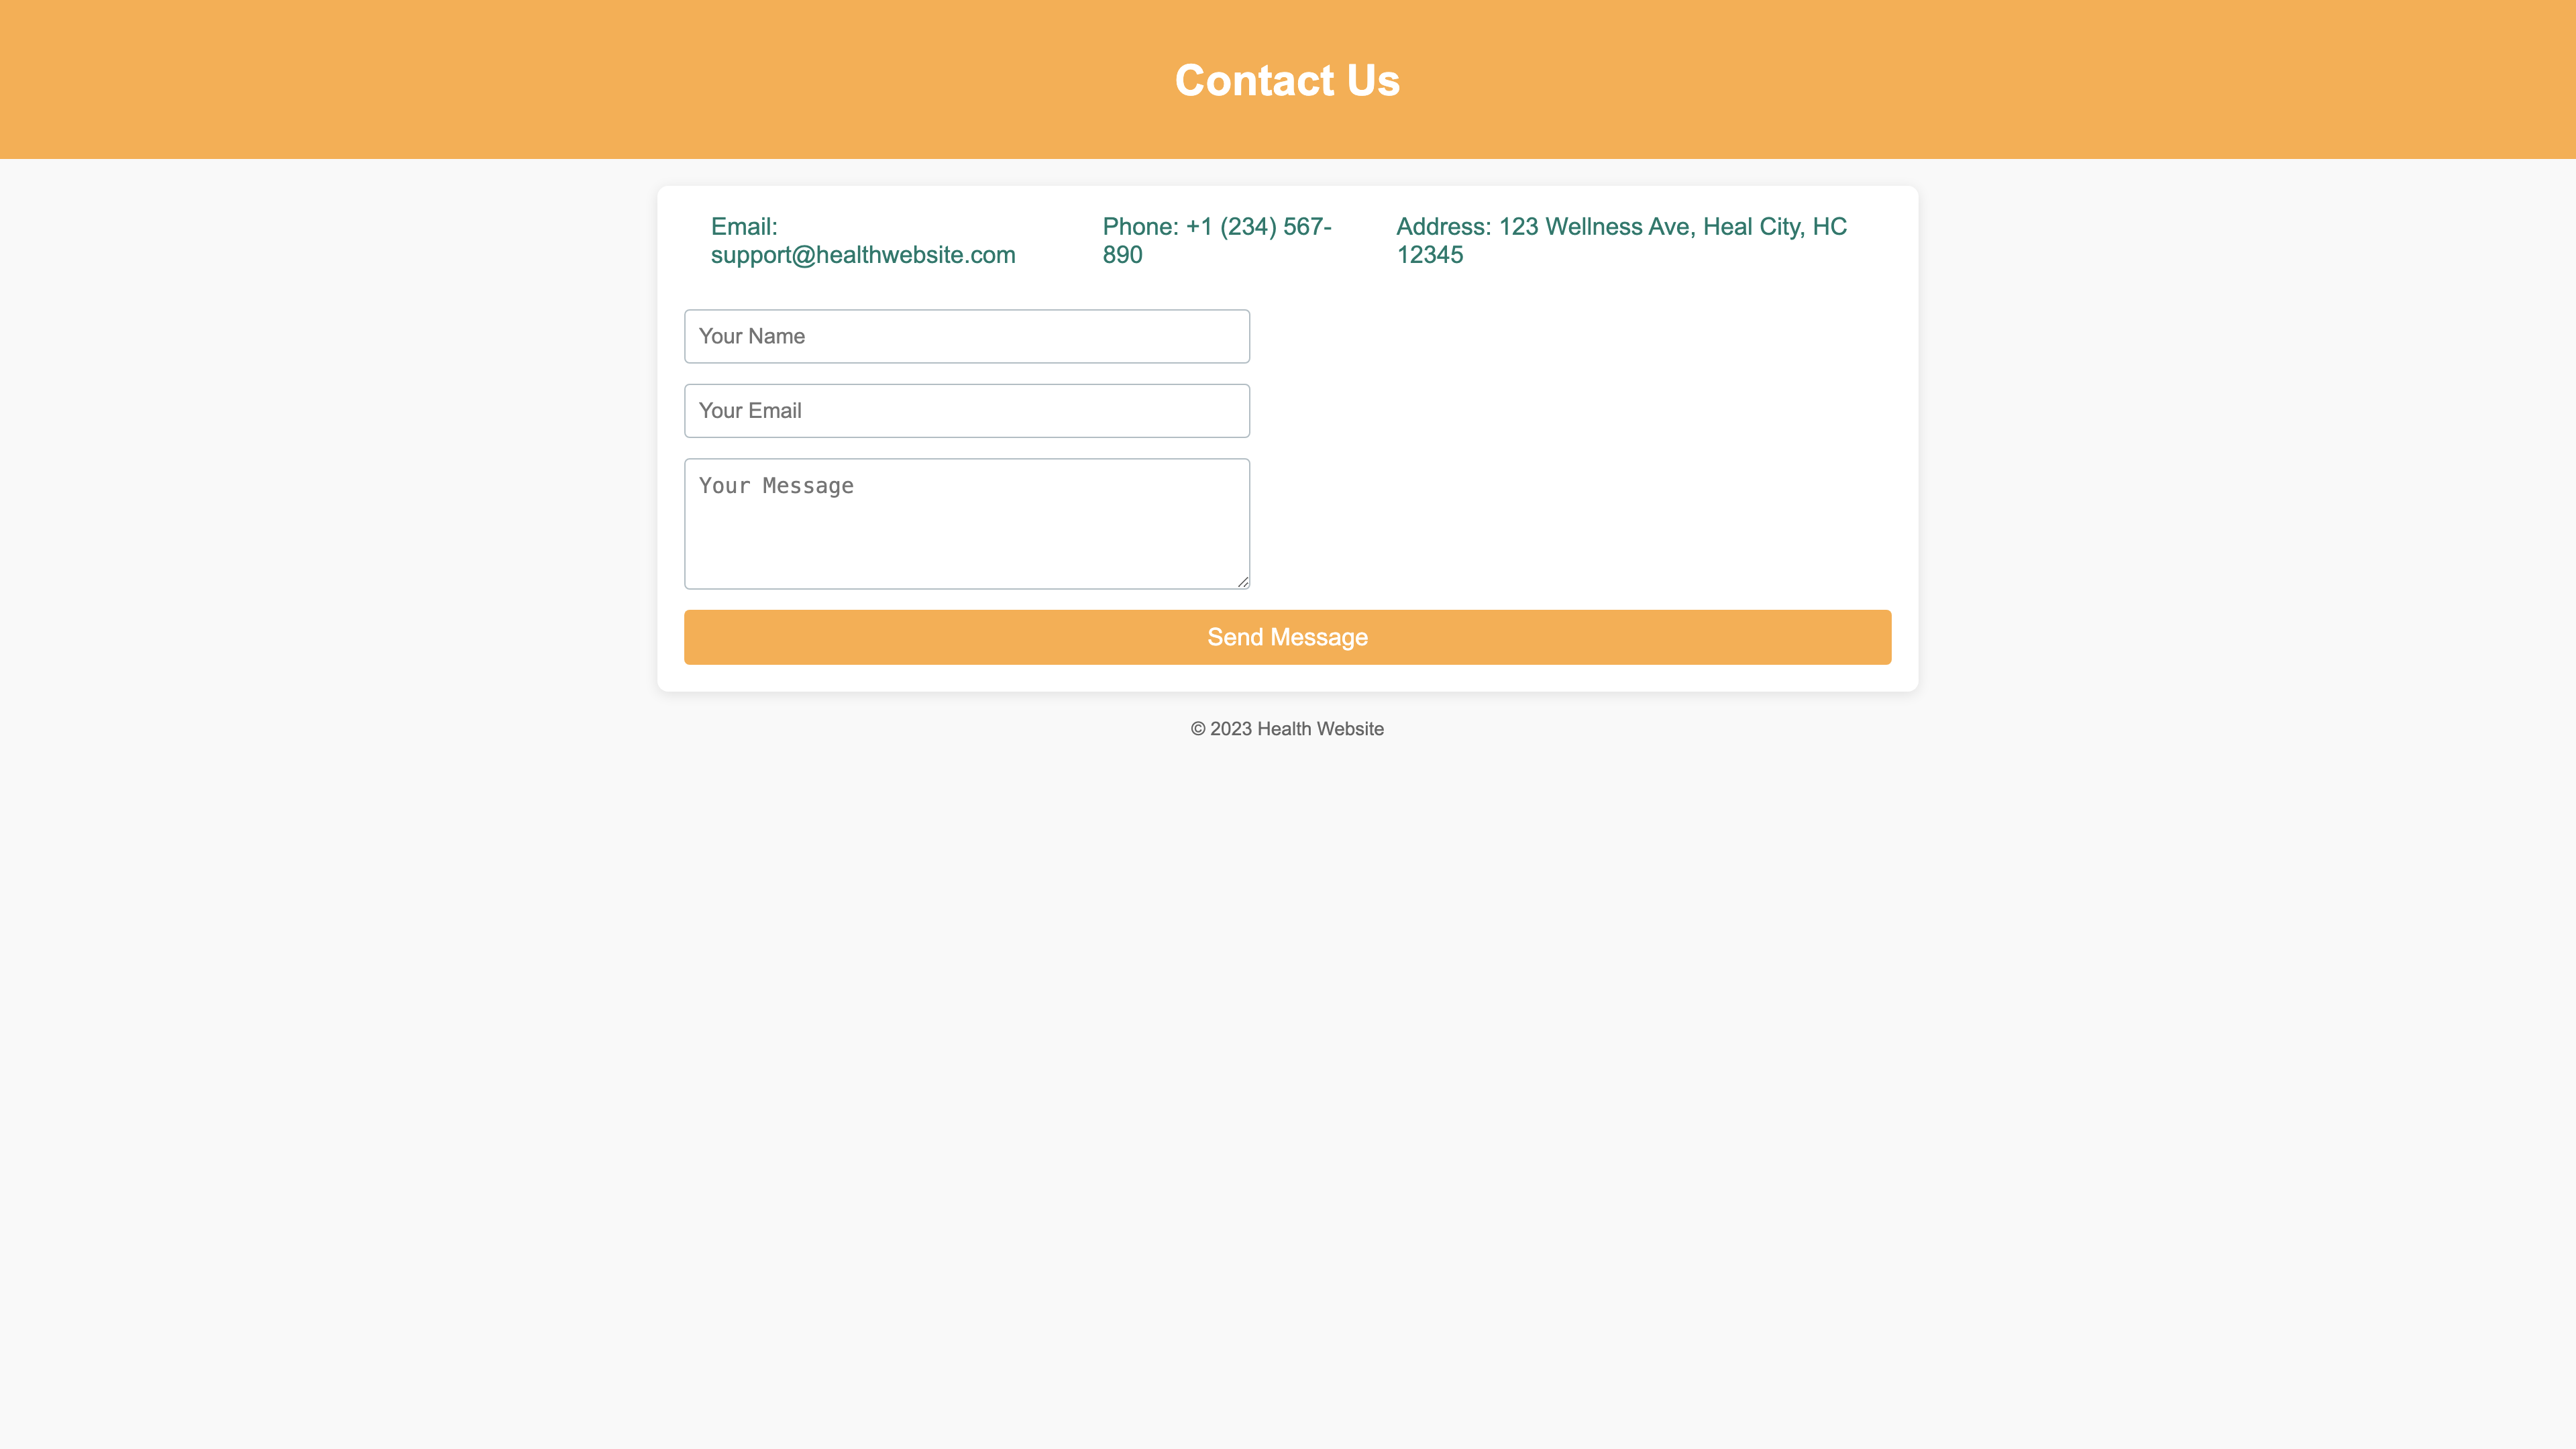 Contact Us
Email:
support@healthwebsite.com
Phone: +1 (234) 567-
890
Address: 123 Wellness Ave, Heal City, HC
12345
Your Name
Your Email
Your Message
Send Message
© 2023 Health Website